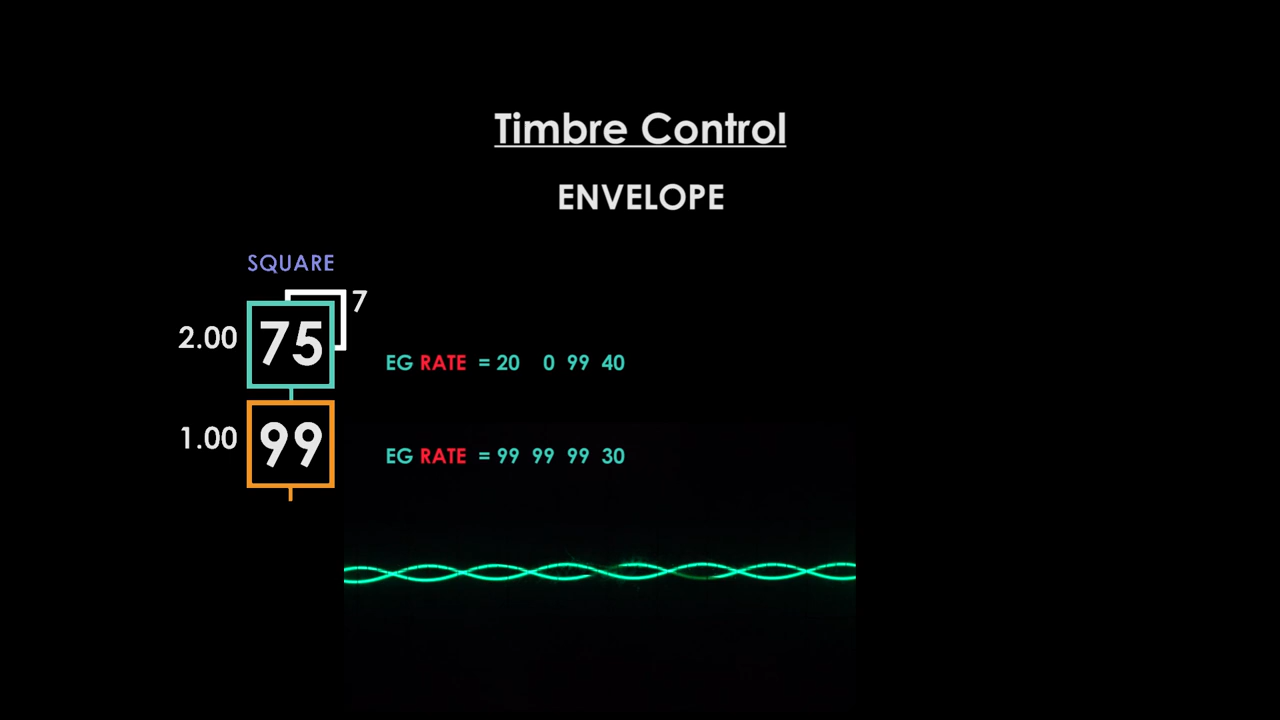 Timbre Control
ENVELOPE
SQUARE
7
2.00 75
EG RATE = 20 0 99 40
1.00 99
EG RATE = 99 99 99 30